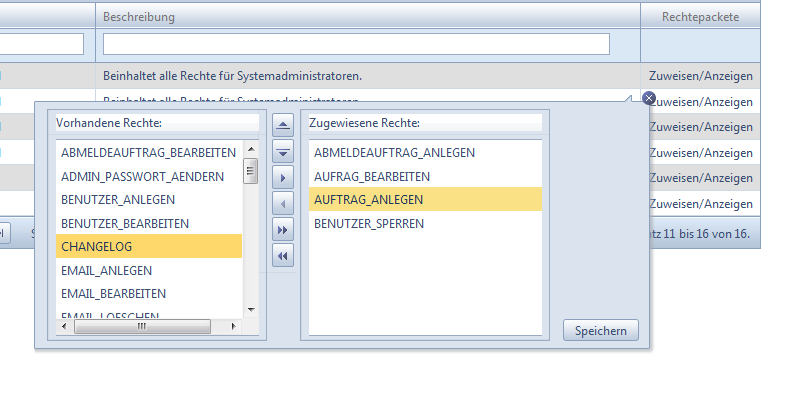 Beschreibung
Rechtepackete
Beinhaltet alle Rechte für Systemadministratoren.
Zuweisen/Anzeigen
Beinhaltet alle Rechte für Systemadministratoren.
Zuweisen/Anzeigen
Zuweisen/Anzeigen
Zuweisen/Anzeigen
Zuweisen/Anzeigen
Zuweisen/Anzeigen
11 bis 16 von 16.
Vorhandene Rechte:
ABMELDEAUFTRAG_BEARBEITEN
ADMIN_PASSWORT_AENDERN
BENUTZER_ANLEGEN
BENUTZER_BEARBEITEN
CHANGELOG
EMAIL_ANLEGEN
EMAIL_BEARBEITEN
EMAIL_LOESCHEN
Zugewiesene Rechte:
ABMELDEAUFTRAG_ANLEGEN
AUFRAG_BEARBEITEN
AUFTRAG_ANLEGEN
BENUTZER_SPERREN
Speichern